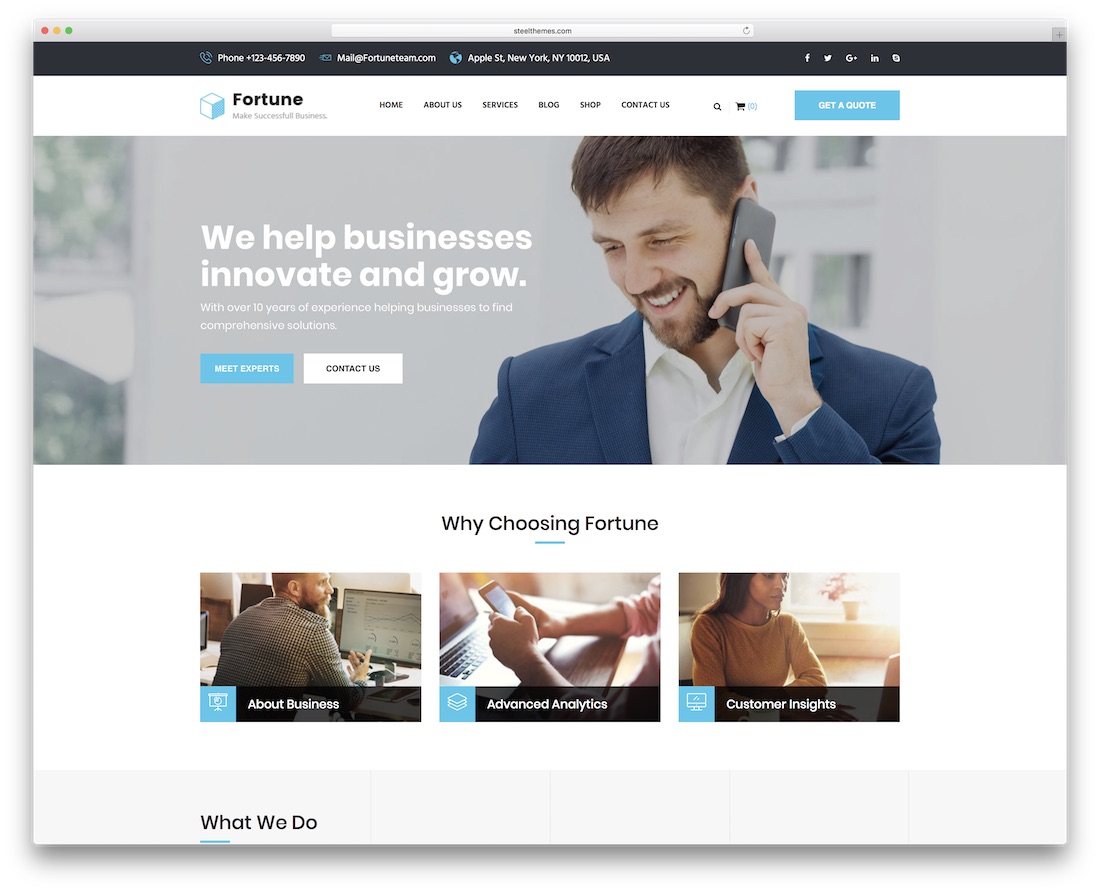 steelthemes.com
Phone +123-456-7890 Mail@Fortuneteam.com Apple St, New York, NY 10012, USA
Fortune
Make Successfull Business.
HOME ABOUT US SERVICES BLOG SHOP CONTACT US (0) GET A QUOTE
We help businesses
innovate and grow.
With over 10 years of experience helping businesses to find
comprehensive solutions.
MEET EXPERTS CONTACT US
Why Choosing Fortune
About Business Advanced Analytics Customer Insights
What We Do